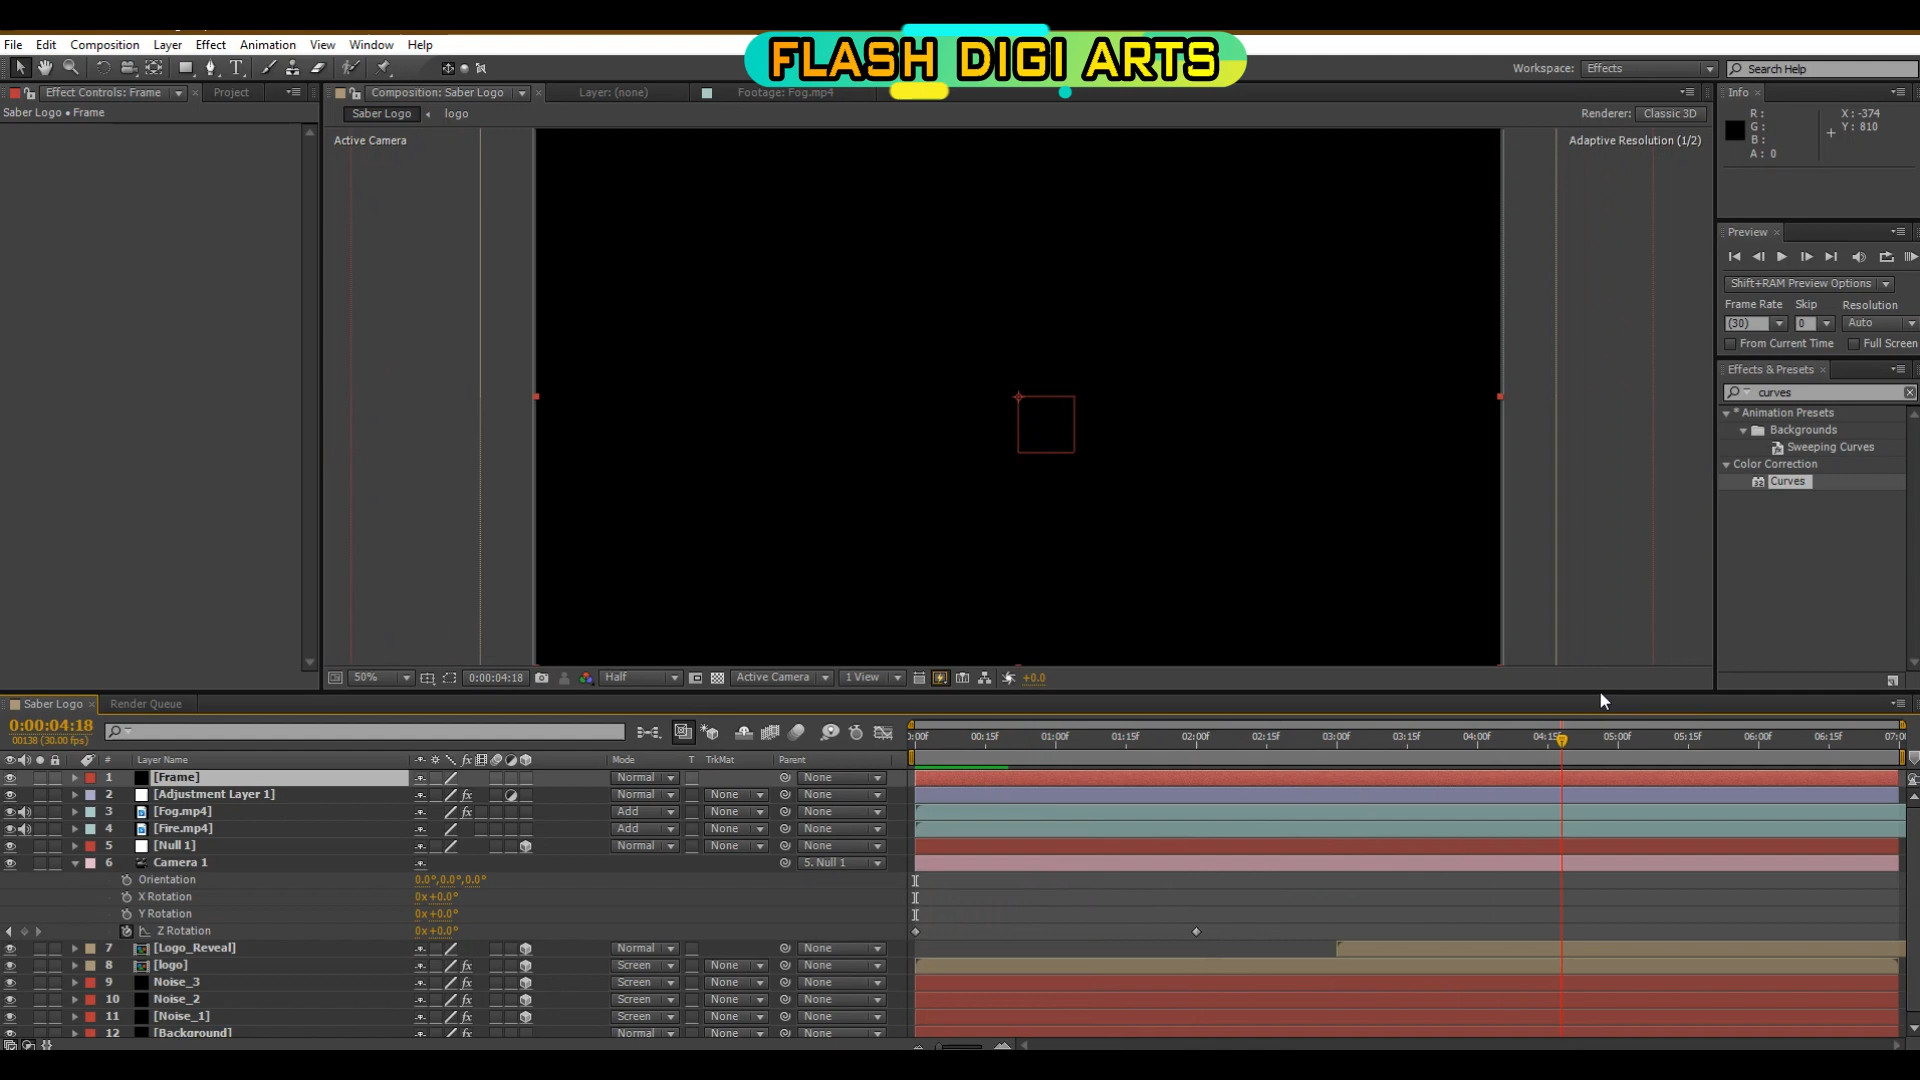 FLASH DIGI ARTS
File Edit Composition Layer Effect Animation View Window Help
Workspace: Effects Search Help
Effect Controls: Frame Project
Composition: Saber Logo Layer: (none) Footage: Fog.mp4
Info
Saber Logo • Frame
Saber Logo logo
Renderer: Classic 3D
Active Camera
Adaptive Resolution (1/2)
R:
G:
B:
A: 0
X: -374
Y: 810
Preview
Shift+RAM Preview Options
Frame Rate Skip Resolution
(30) 0 Auto
From Current Time Full Screen
Effects & Presets
curves
* Animation Presets
Backgrounds
Sweeping Curves
Color Correction
Curves
50% 0:00:04:18 Half Active Camera 1 View +0.0
Saber Logo Render Queue
0:00:04:18
00138 (30.00 fps)
:00f 00:15f 01:00f 01:15f 02:00f 02:15f 03:00f 03:15f 04:00f 04:15f 05:00f 05:15f 06:00f 06:15f 07:00
# Layer Name fx Mode T TrkMat Parent
1 [Frame] Normal None
2 [Adjustment Layer 1] fx Normal None None
3 [Fog.mp4] fx Add None None
4 [Fire.mp4] Add None None
5 [Null 1] Normal None None
6 Camera 1 5. Null 1
Orientation 0.0°,0.0°,0.0°
X Rotation 0x+0.0°
Y Rotation 0x+0.0°
Z Rotation 0x+0.0°
7 [Logo_Reveal] Normal None None
8 [logo] fx Screen None None
9 Noise_3 fx Screen None None
10 Noise_2 fx Screen None None
11 [Noise_1] fx Screen None None
12 [Background] fx Normal None None